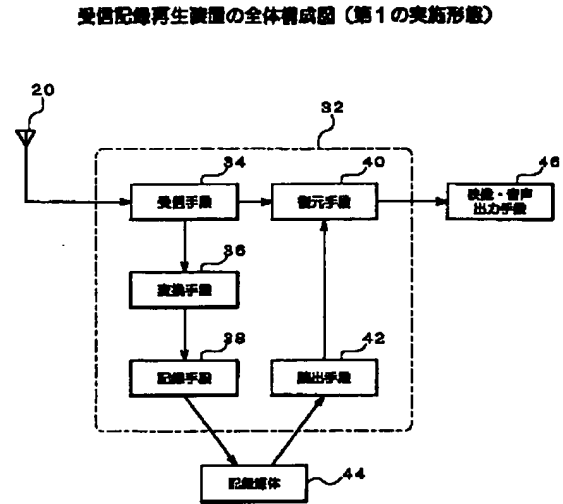 受信記録再生装置の全体構成図（第１の実施形態）
20
32
34
40
46
受信手段
復元手段
映像・音声
出力手段
36
変換手段
38
42
記録手段
読出手段
記録媒体
44